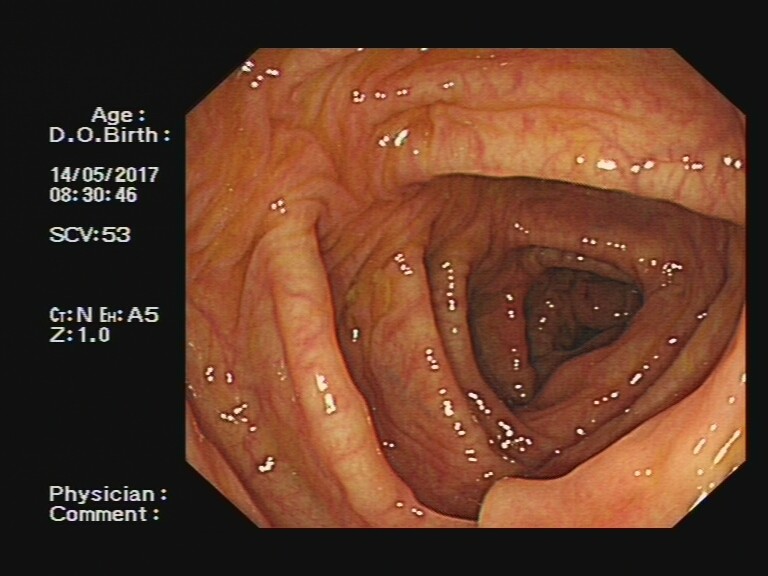 Age:
D.O.Birth:
14/05/2017
08:30:46
SCV:53
Ct:N Eh:A5
Z:1.0
Physician:
Comment: